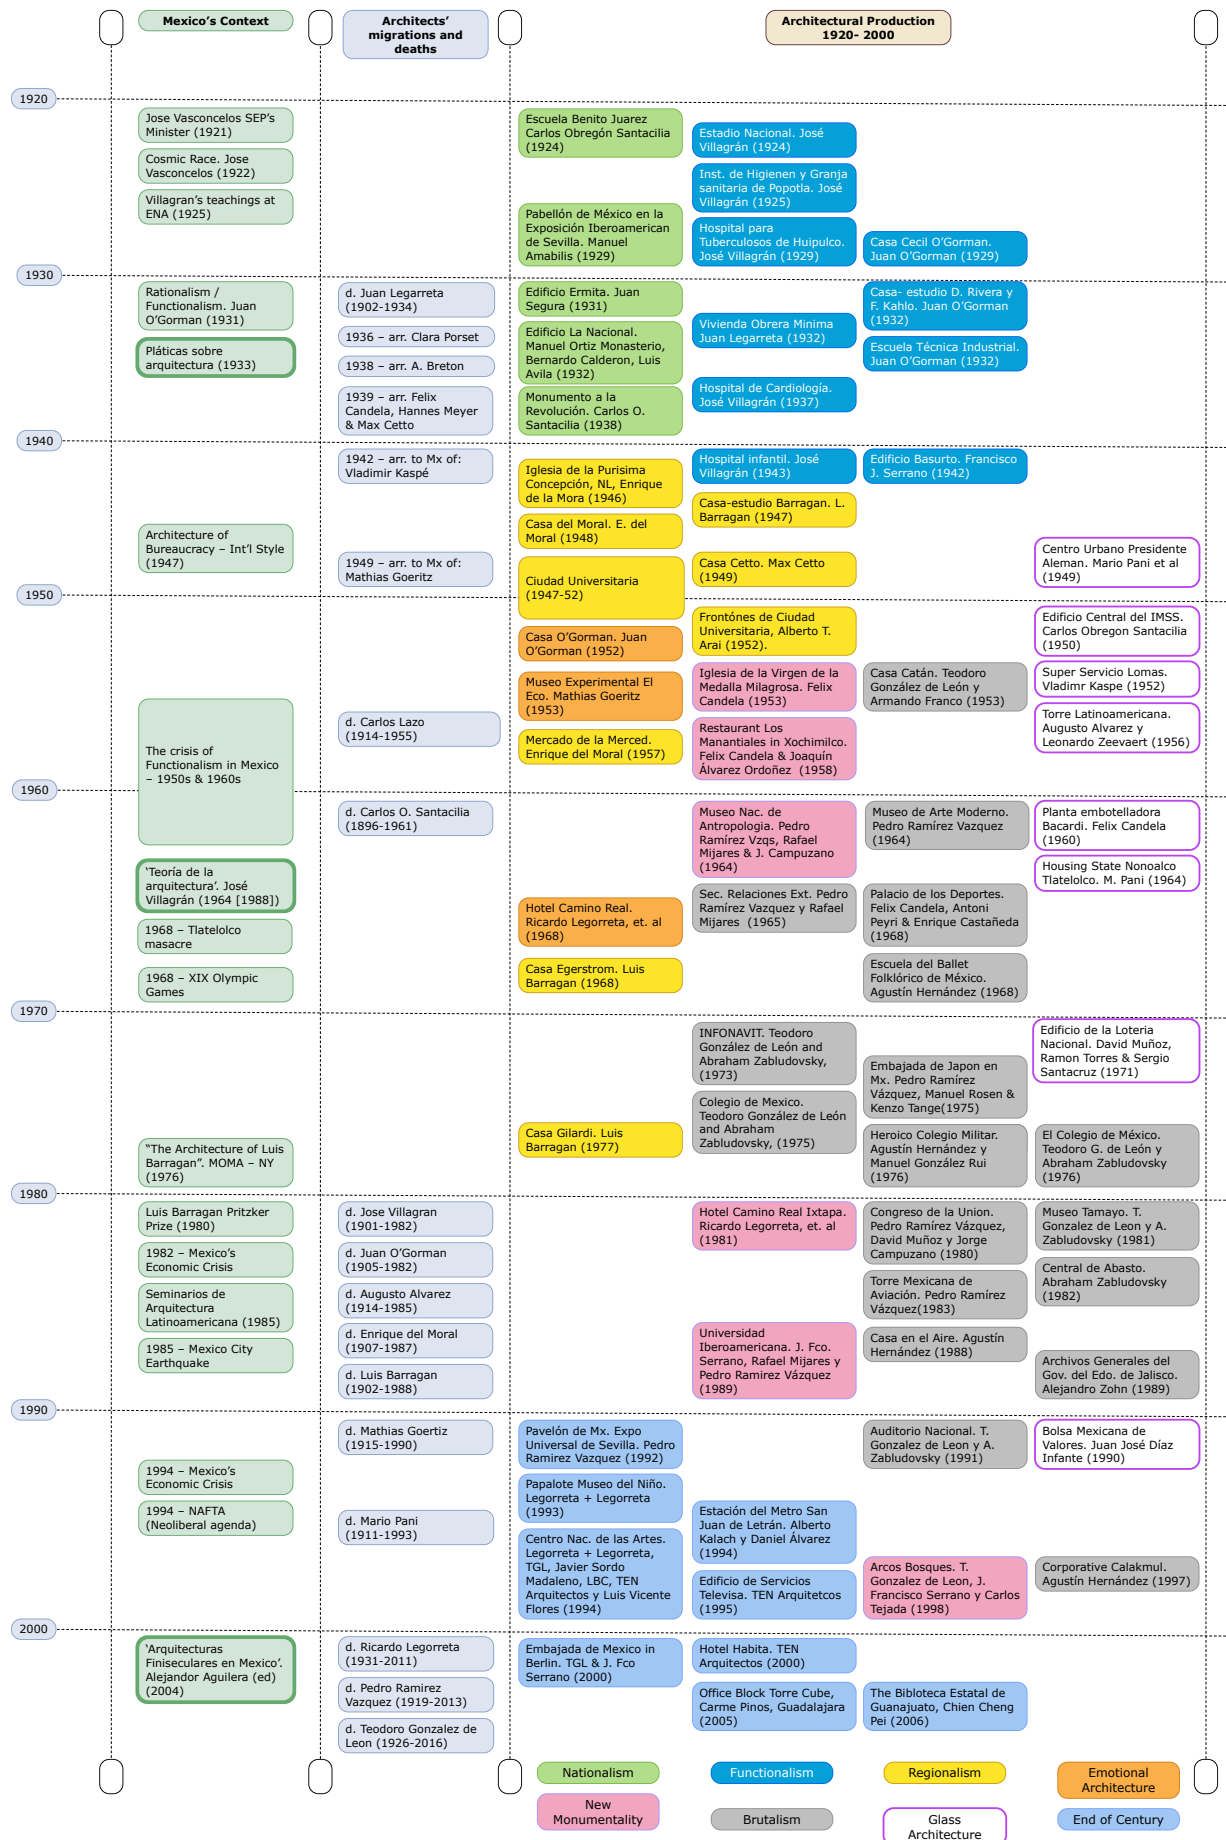 Mexico’s Context
Architects’
migrations and
deaths
Architectural Production
1920- 2000
1920
Jose Vasconcelos SEP’s
Minister (1921)
Cosmic Race. Jose
Vasconcelos (1922)
Villagran’s teachings at
ENA (1925)
Escuela Benito Juarez
Carlos Obregón Santacilia
(1924)
Pabellón de México en la
Exposición Iberoamerican
de Sevilla. Manuel
Amabilis (1929)
Estadio Nacional. José
Villagrán (1924)
Inst. de Higienen y Granja
sanitaria de Popotla. José
Villagrán (1925)
Hospital para
Tuberculosos de Huipulco.
José Villagrán (1929)
Casa Cecil O’Gorman.
Juan O’Gorman (1929)
1930
Rationalism /
Functionalism. Juan
O’Gorman (1931)
Pláticas sobre
arquitectura (1933)
d. Juan Legarreta
(1902-1934)
1936 – arr. Clara Porset
1938 – arr. A. Breton
1939 – arr. Felix
Candela, Hannes Meyer
& Max Cetto
Edificio Ermita. Juan
Segura (1931)
Edificio La Nacional.
Manuel Ortiz Monasterio,
Bernardo Calderon, Luis
Avila (1932)
Monumento a la
Revolución. Carlos O.
Santacilia (1938)
Vivienda Obrera Minima
Juan Legarreta (1932)
Hospital de Cardiología.
José Villagrán (1937)
Casa- estudio D. Rivera y
F. Kahlo. Juan O’Gorman
(1932)
Escuela Técnica Industrial.
Juan O’Gorman (1932)
1940
Architecture of
Bureaucracy – Int’l Style
(1947)
1942 – arr. to Mx of:
Vladimir Kaspé
1949 – arr. to Mx of:
Mathias Goeritz
Iglesia de la Purisima
Concepción, NL, Enrique
de la Mora (1946)
Casa del Moral. E. del
Moral (1948)
Ciudad Universitaria
(1947-52)
Hospital infantil. José
Villagrán (1943)
Casa-estudio Barragan. L.
Barragan (1947)
Casa Cetto. Max Cetto
(1949)
Edificio Basurto. Francisco
J. Serrano (1942)
Centro Urbano Presidente
Aleman. Mario Pani et al
(1949)
1950
The crisis of
Functionalism in Mexico
– 1950s & 1960s
d. Carlos Lazo
(1914-1955)
Casa O’Gorman. Juan
O’Gorman (1952)
Museo Experimental El
Eco. Mathias Goeritz
(1953)
Mercado de la Merced.
Enrique del Moral (1957)
Frontónes de Ciudad
Universitaria, Alberto T.
Arai (1952).
Iglesia de la Virgen de la
Medalla Milagrosa. Felix
Candela (1953)
Restaurant Los
Manantiales in Xochimilco.
Felix Candela & Joaquín
Álvarez Ordoñez  (1958)
Casa Catán. Teodoro
González de León y
Armando Franco (1953)
Edificio Central del IMSS.
Carlos Obregon Santacilia
(1950)
Super Servicio Lomas.
Vladimr Kaspe (1952)
Torre Latinoamericana.
Augusto Alvarez y
Leonardo Zeevaert (1956)
1960
‘Teoría de la
arquitectura’. José
Villagrán (1964 [1988])
1968 – Tlatelolco
masacre
1968 – XIX Olympic
Games
d. Carlos O. Santacilia
(1896-1961)
Hotel Camino Real.
Ricardo Legorreta, et. al
(1968)
Casa Egerstrom. Luis
Barragan (1968)
Museo Nac. de
Antropologia. Pedro
Ramírez Vzqs, Rafael
Mijares & J. Campuzano
(1964)
Sec. Relaciones Ext. Pedro
Ramírez Vazquez y Rafael
Mijares  (1965)
Museo de Arte Moderno.
Pedro Ramírez Vazquez
(1964)
Palacio de los Deportes.
Felix Candela, Antoni
Peyri & Enrique Castañeda
(1968)
Escuela del Ballet
Folklórico de México.
Agustín Hernández (1968)
Planta embotelladora
Bacardi. Felix Candela
(1960)
Housing State Nonoalco
Tlatelolco. M. Pani (1964)
1970
“The Architecture of Luis
Barragan”. MOMA – NY
(1976)
Casa Gilardi. Luis
Barragan (1977)
INFONAVIT. Teodoro
González de León and
Abraham Zabludovsky,
(1973)
Colegio de Mexico.
Teodoro González de León
and Abraham
Zabludovsky, (1975)
Embajada de Japon en
Mx. Pedro Ramírez
Vázquez, Manuel Rosen &
Kenzo Tange(1975)
Heroico Colegio Militar.
Agustín Hernández y
Manuel González Rui
(1976)
Edificio de la Loteria
Nacional. David Muñoz,
Ramon Torres & Sergio
Santacruz (1971)
El Colegio de México.
Teodoro G. de León y
Abraham Zabludovsky
(1976)
1980
Luis Barragan Pritzker
Prize (1980)
1982 – Mexico’s
Economic Crisis
Seminarios de
Arquitectura
Latinoamericana (1985)
1985 – Mexico City
Earthquake
d. Jose Villagran
(1901-1982)
d. Juan O’Gorman
(1905-1982)
d. Augusto Alvarez
(1914-1985)
d. Enrique del Moral
(1907-1987)
d. Luis Barragan
(1902-1988)
Hotel Camino Real Ixtapa.
Ricardo Legorreta, et. al
(1981)
Universidad
Iberoamericana. J. Fco.
Serrano, Rafael Mijares y
Pedro Ramirez Vázquez
(1989)
Congreso de la Union.
Pedro Ramírez Vázquez,
David Muñoz y Jorge
Campuzano (1980)
Torre Mexicana de
Aviación. Pedro Ramírez
Vázquez(1983)
Casa en el Aire. Agustín
Hernández (1988)
Museo Tamayo. T.
Gonzalez de Leon y A.
Zabludovsky (1981)
Central de Abasto.
Abraham Zabludovsky
(1982)
Archivos Generales del
Gov. del Edo. de Jalisco.
Alejandro Zohn (1989)
1990
1994 – Mexico’s
Economic Crisis
1994 – NAFTA
(Neoliberal agenda)
d. Mathias Goertiz
(1915-1990)
d. Mario Pani
(1911-1993)
Pavelón de Mx. Expo
Universal de Sevilla. Pedro
Ramirez Vazquez (1992)
Papalote Museo del Niño.
Legorreta + Legorreta
(1993)
Centro Nac. de las Artes.
Legorreta + Legorreta,
TGL, Javier Sordo
Madaleno, LBC, TEN
Arquitectos y Luis Vicente
Flores (1994)
Estación del Metro San
Juan de Letrán. Alberto
Kalach y Daniel Álvarez
(1994)
Edificio de Servicios
Televisa. TEN Arquitetcos
(1995)
Auditorio Nacional. T.
Gonzalez de Leon y A.
Zabludovsky (1991)
Arcos Bosques. T.
Gonzalez de Leon, J.
Francisco Serrano y Carlos
Tejada (1998)
Bolsa Mexicana de
Valores. Juan José Díaz
Infante (1990)
Corporative Calakmul.
Agustín Hernández (1997)
2000
‘Arquitecturas
Finiseculares en Mexico’.
Alejandor Aguilera (ed)
(2004)
d. Ricardo Legorreta
(1931-2011)
d. Pedro Ramirez
Vazquez (1919-2013)
d. Teodoro Gonzalez de
Leon (1926-2016)
Embajada de Mexico in
Berlin. TGL & J. Fco
Serrano (2000)
Hotel Habita. TEN
Arquitectos (2000)
Office Block Torre Cube,
Carme Pinos, Guadalajara
(2005)
The Bibloteca Estatal de
Guanajuato, Chien Cheng
Pei (2006)
Nationalism
Functionalism
Regionalism
Emotional
Architecture
New
Monumentality
Brutalism
Glass
Architecture
End of Century